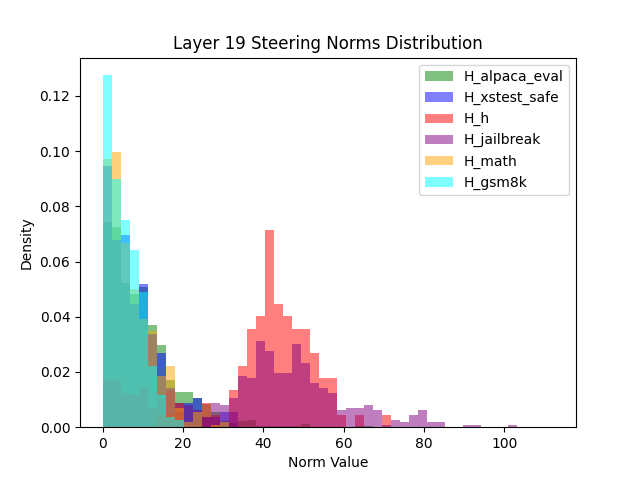 Layer 19 Steering Norms Distribution
H_alpaca_eval
H_xstest_safe
H_h
H_jailbreak
H_math
H_gsm8k
Density
0.12
0.10
0.08
0.06
0.04
0.02
0.00
0 20 40 60 80 100
Norm Value